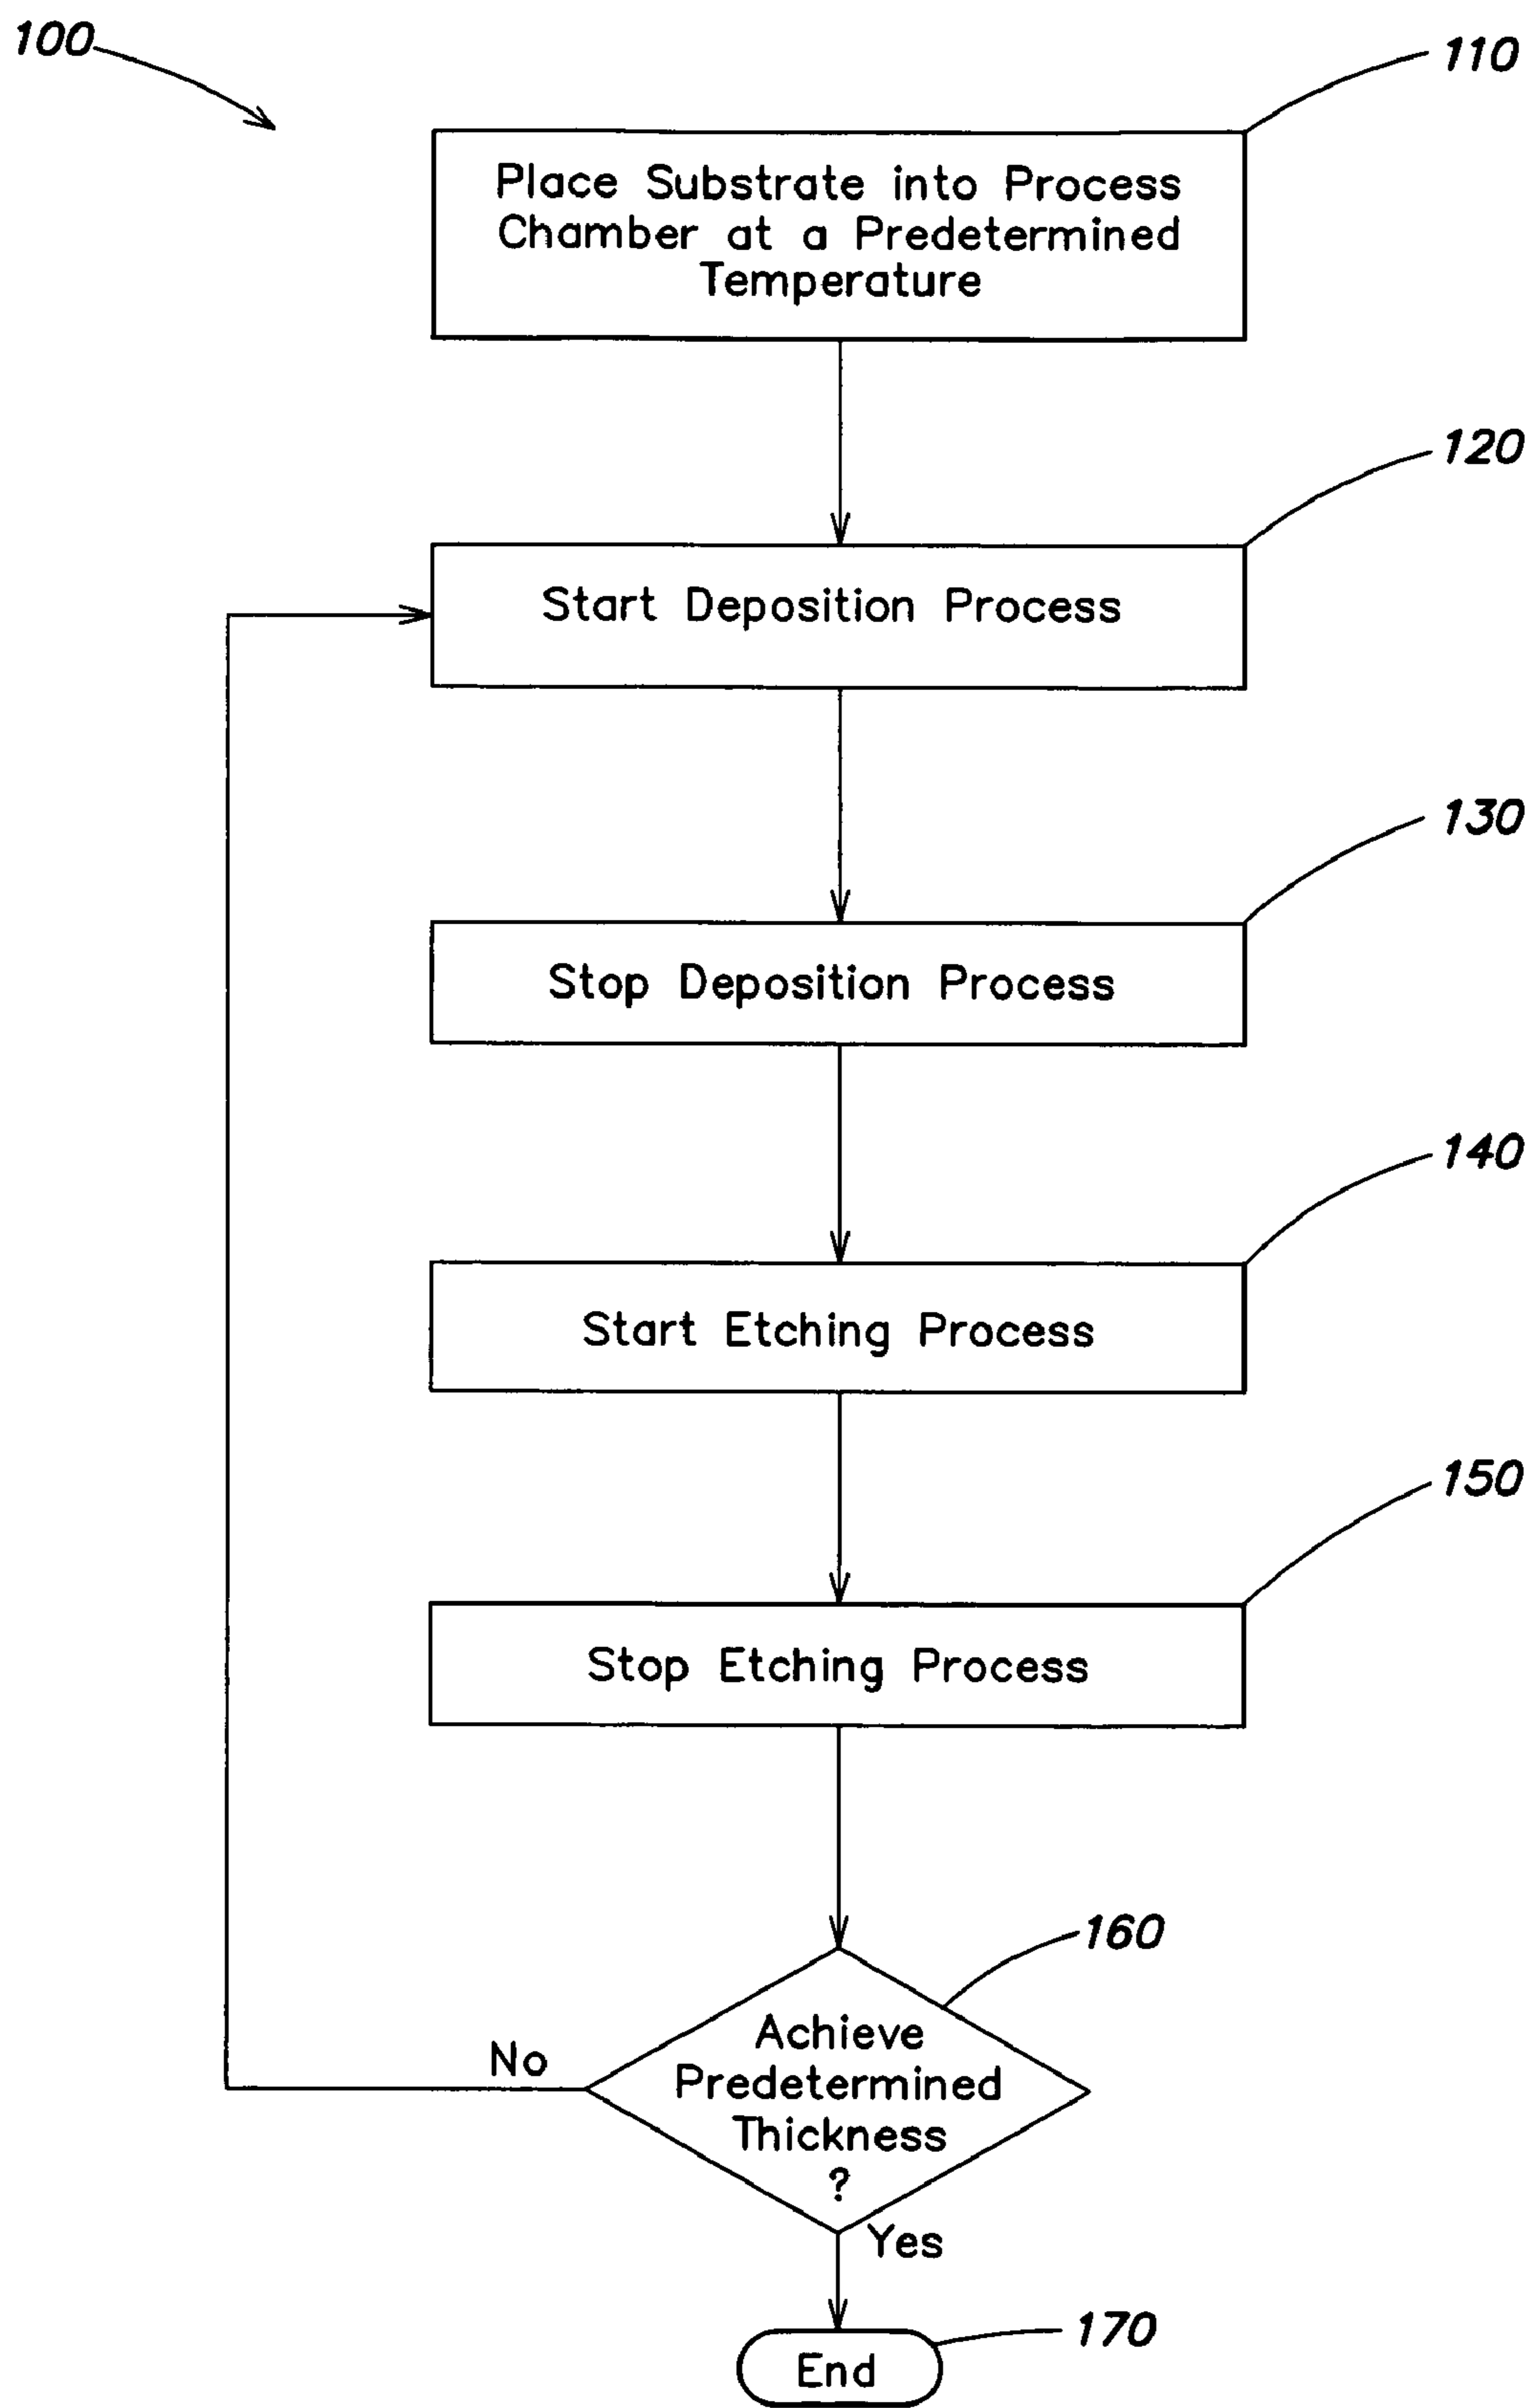 100
110
Place Substrate into Process
Chamber at a Predetermined
Temperature
120
Start Deposition Process
130
Stop Deposition Process
140
Start Etching Process
150
Stop Etching Process
160
Achieve
Predetermined
Thickness
?
No
Yes
170
End